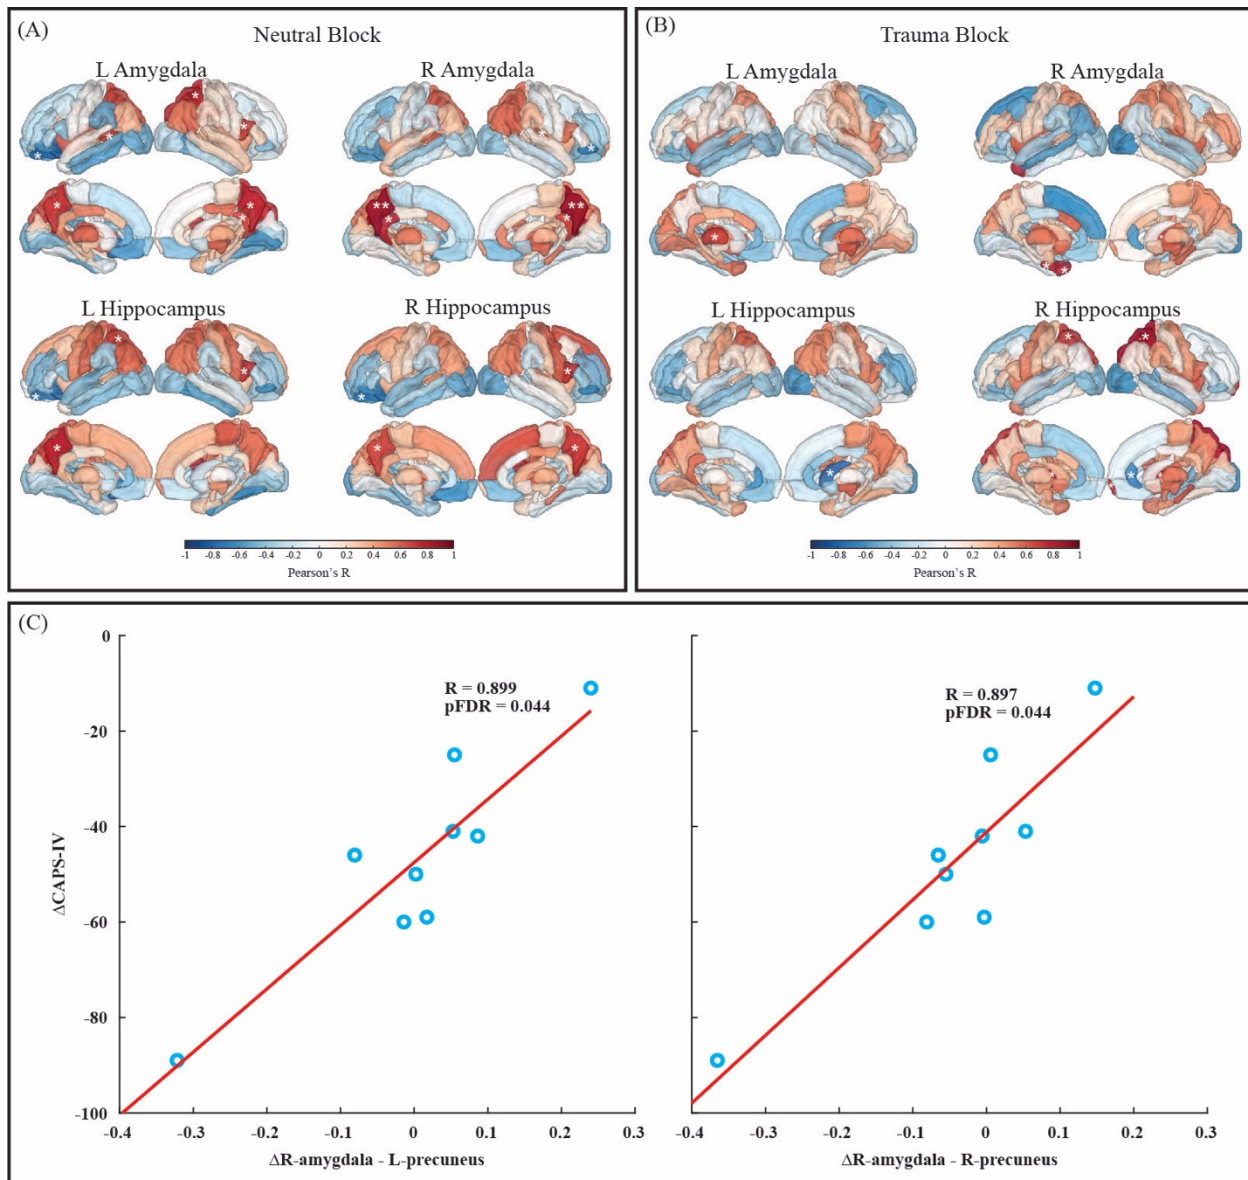 (A)
Neutral Block
L Amygdala
R Amygdala
*
*
*
*
*
*
*
*
*
**
*
**
*
L Hippocampus
R Hippocampus
*
*
*
*
*
*
*
*
-1 -0.8 -0.6 -0.4 -0.2 0 0.2 0.4 0.6 0.8 1
Pearson's R
(B)
Trauma Block
L Amygdala
R Amygdala
*
*
*
L Hippocampus
R Hippocampus
*
*
*
*
*
*
-1 -0.8 -0.6 -0.4 -0.2 0 0.2 0.4 0.6 0.8 1
Pearson's R
(C)
R = 0.899
pFDR = 0.044
ΔCAPS-IV
0
-20
-40
-60
-80
-100
-0.4 -0.3 -0.2 -0.1 0 0.1 0.2 0.3
ΔR-amygdala - L-precuneus
R = 0.897
pFDR = 0.044
-0.4 -0.3 -0.2 -0.1 0 0.1 0.2 0.3
ΔR-amygdala - R-precuneus